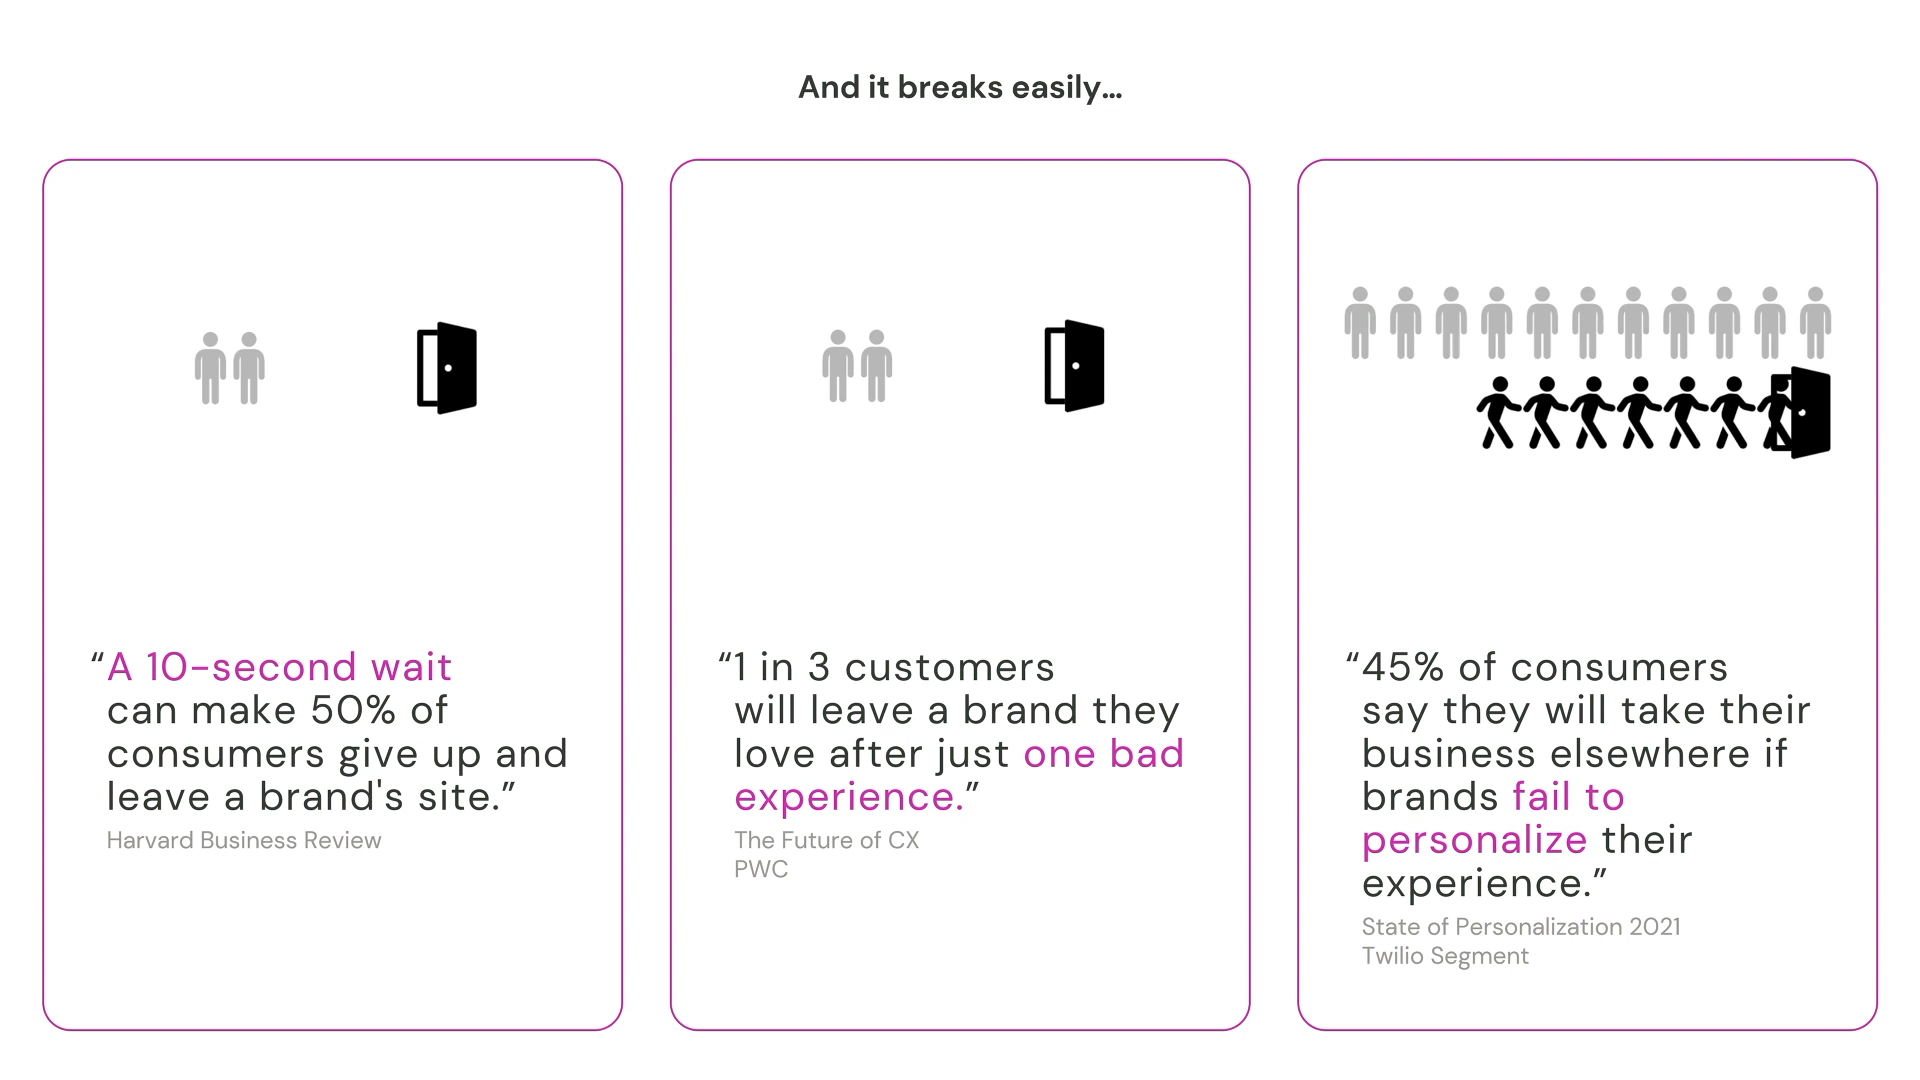 And it breaks easily…
“A 10-second wait
can make 50% of
consumers give up and
leave a brand's site.”
Harvard Business Review
“1 in 3 customers
will leave a brand they
love after just one bad
experience.”
The Future of CX
PWC
“45% of consumers
say they will take their
business elsewhere if
brands fail to
personalize their
experience.”
State of Personalization 2021
Twilio Segment